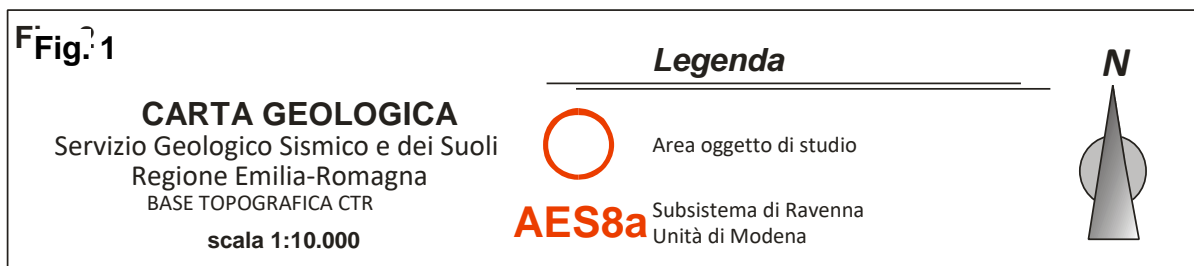 Fig. 1
Legenda
N
CARTA GEOLOGICA
Servizio Geologico Sismico e dei Suoli
Regione Emilia-Romagna
BASE TOPOGRAFICA CTR
scala 1:10.000
Area oggetto di studio
AES8a
Subsistema di Ravenna
Unità di Modena